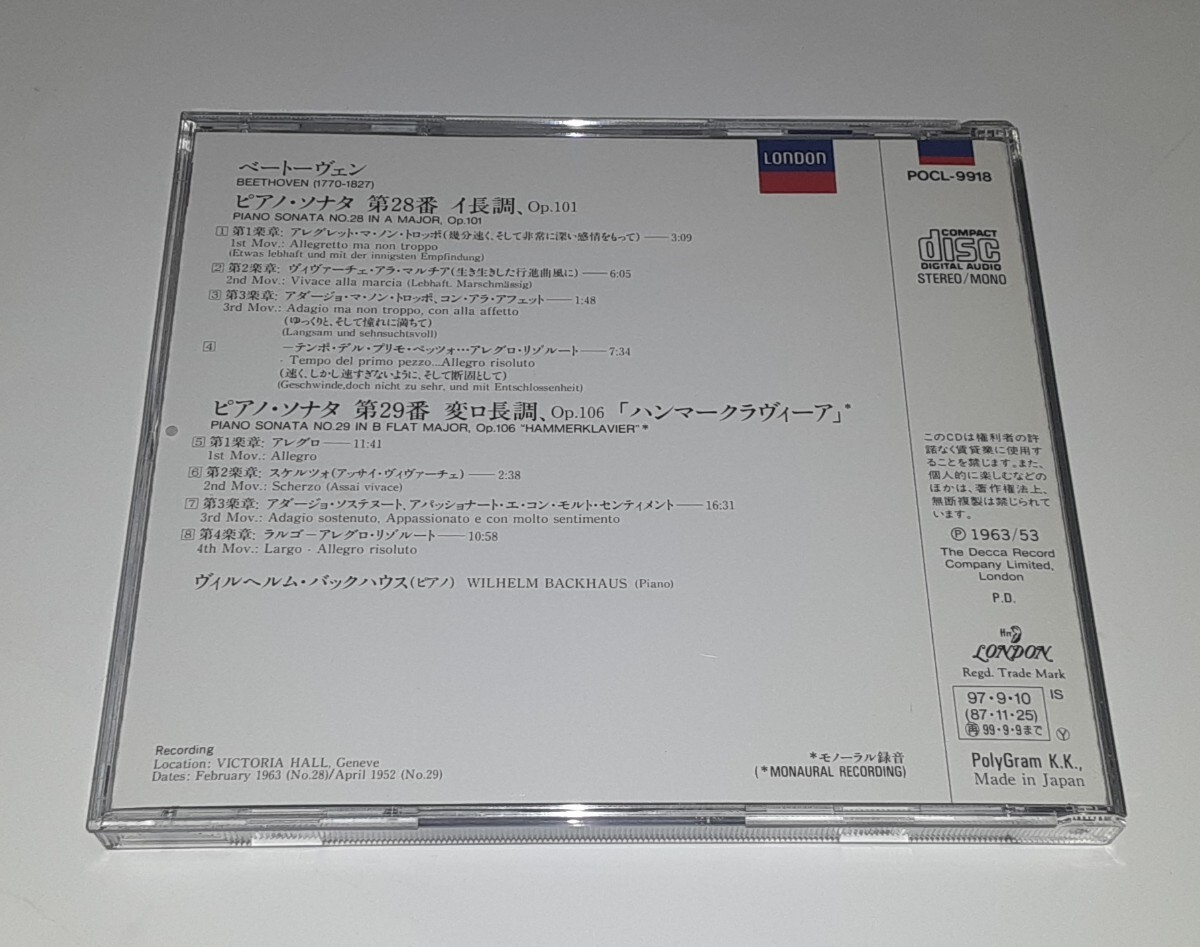 ベートーヴェン
BEETHOVEN (1770-1827)
ピアノ・ソナタ 第28番 イ長調、Op.101
PIANO SONATA NO.28 IN A MAJOR, Op.101
1 第1楽章: アレグレット・マ・ノン・トロッポ(幾分速く、そして非常に深い感情をもって)——3:09
1st Mov.: Allegretto ma non troppo
(Etwas lebhaft und mit der innigsten Empfindung)
2 第2楽章: ヴィヴァーチェ・アラ・マルチア(生き生きした行進曲風に)——6:05
2nd Mov.: Vivace alla marcia (Lebhaft. Marschmässig)
3 第3楽章: アダージョ・マ・ノン・トロッポ、コン・アラ・アフェット——1:48
3rd Mov.: Adagio ma non troppo, con alla affetto
(ゆっくりと、そして憧れに満ちて)
(Langsam und sehnsuchtsvoll)
4 —テンポ・デル・プリモ・ペッツォ…アレグロ・リゾルート——7:34
- Tempo del primo pezzo...Allegro risoluto
(速く、しかし速すぎないように、そして断固として)
(Geschwinde,doch nicht zu sehr, und mit Entschlossenheit)
ピアノ・ソナタ 第29番 変ロ長調、Op.106「ハンマークラヴィーア」*
PIANO SONATA NO.29 IN B FLAT MAJOR, Op.106 "HAMMERKLAVIER"*
5 第1楽章: アレグロ——11:41
1st Mov.: Allegro
6 第2楽章: スケルツォ(アッサイ・ヴィヴァーチェ)——2:38
2nd Mov.: Scherzo (Assai vivace)
7 第3楽章: アダージョ・ソステヌート、アパッショナート・エ・コン・モルト・センティメント——16:31
3rd Mov.: Adagio sostenuto, Appassionato e con molto sentimento
8 第4楽章: ラルゴ－アレグロ・リゾルート——10:58
4th Mov.: Largo - Allegro risoluto
ヴィルヘルム・バックハウス(ピアノ) WILHELM BACKHAUS (Piano)
Recording
Location: VICTORIA HALL, Geneve
Dates: February 1963 (No.28)/April 1952 (No.29)
*モノーラル録音
(*MONAURAL RECORDING)
LONDON
POCL-9918
COMPACT
disc
DIGITAL AUDIO
STEREO/MONO
このCDは権利者の許
諾なく賃貸業に使用す
ることを禁じます。また、
個人的に楽しむなどの
ほかは、著作権法上、
無断複製は禁じられて
います。
Ⓟ 1963/53
The Decca Record
Company Limited,
London
P.D.
LONDON
Regd. Trade Mark
97・9・10 IS
(87・11・25)
再 99・9・9まで Ⓨ
PolyGram K.K.,
Made in Japan